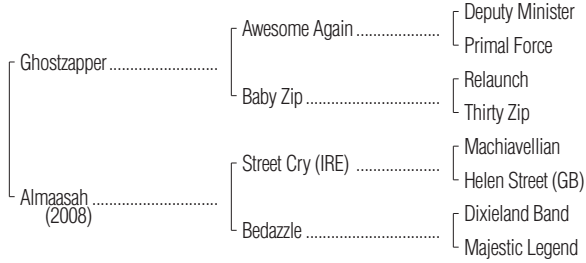 Deputy Minister
Awesome Again ....................
Primal Force
Ghostzapper ..........................
Relaunch
Baby Zip ................................
Thirty Zip
Machiavellian
Street Cry (IRE) ....................
Helen Street (GB)
Almaasah ..............................
(2008)
Dixieland Band
Bedazzle ................................
Majestic Legend